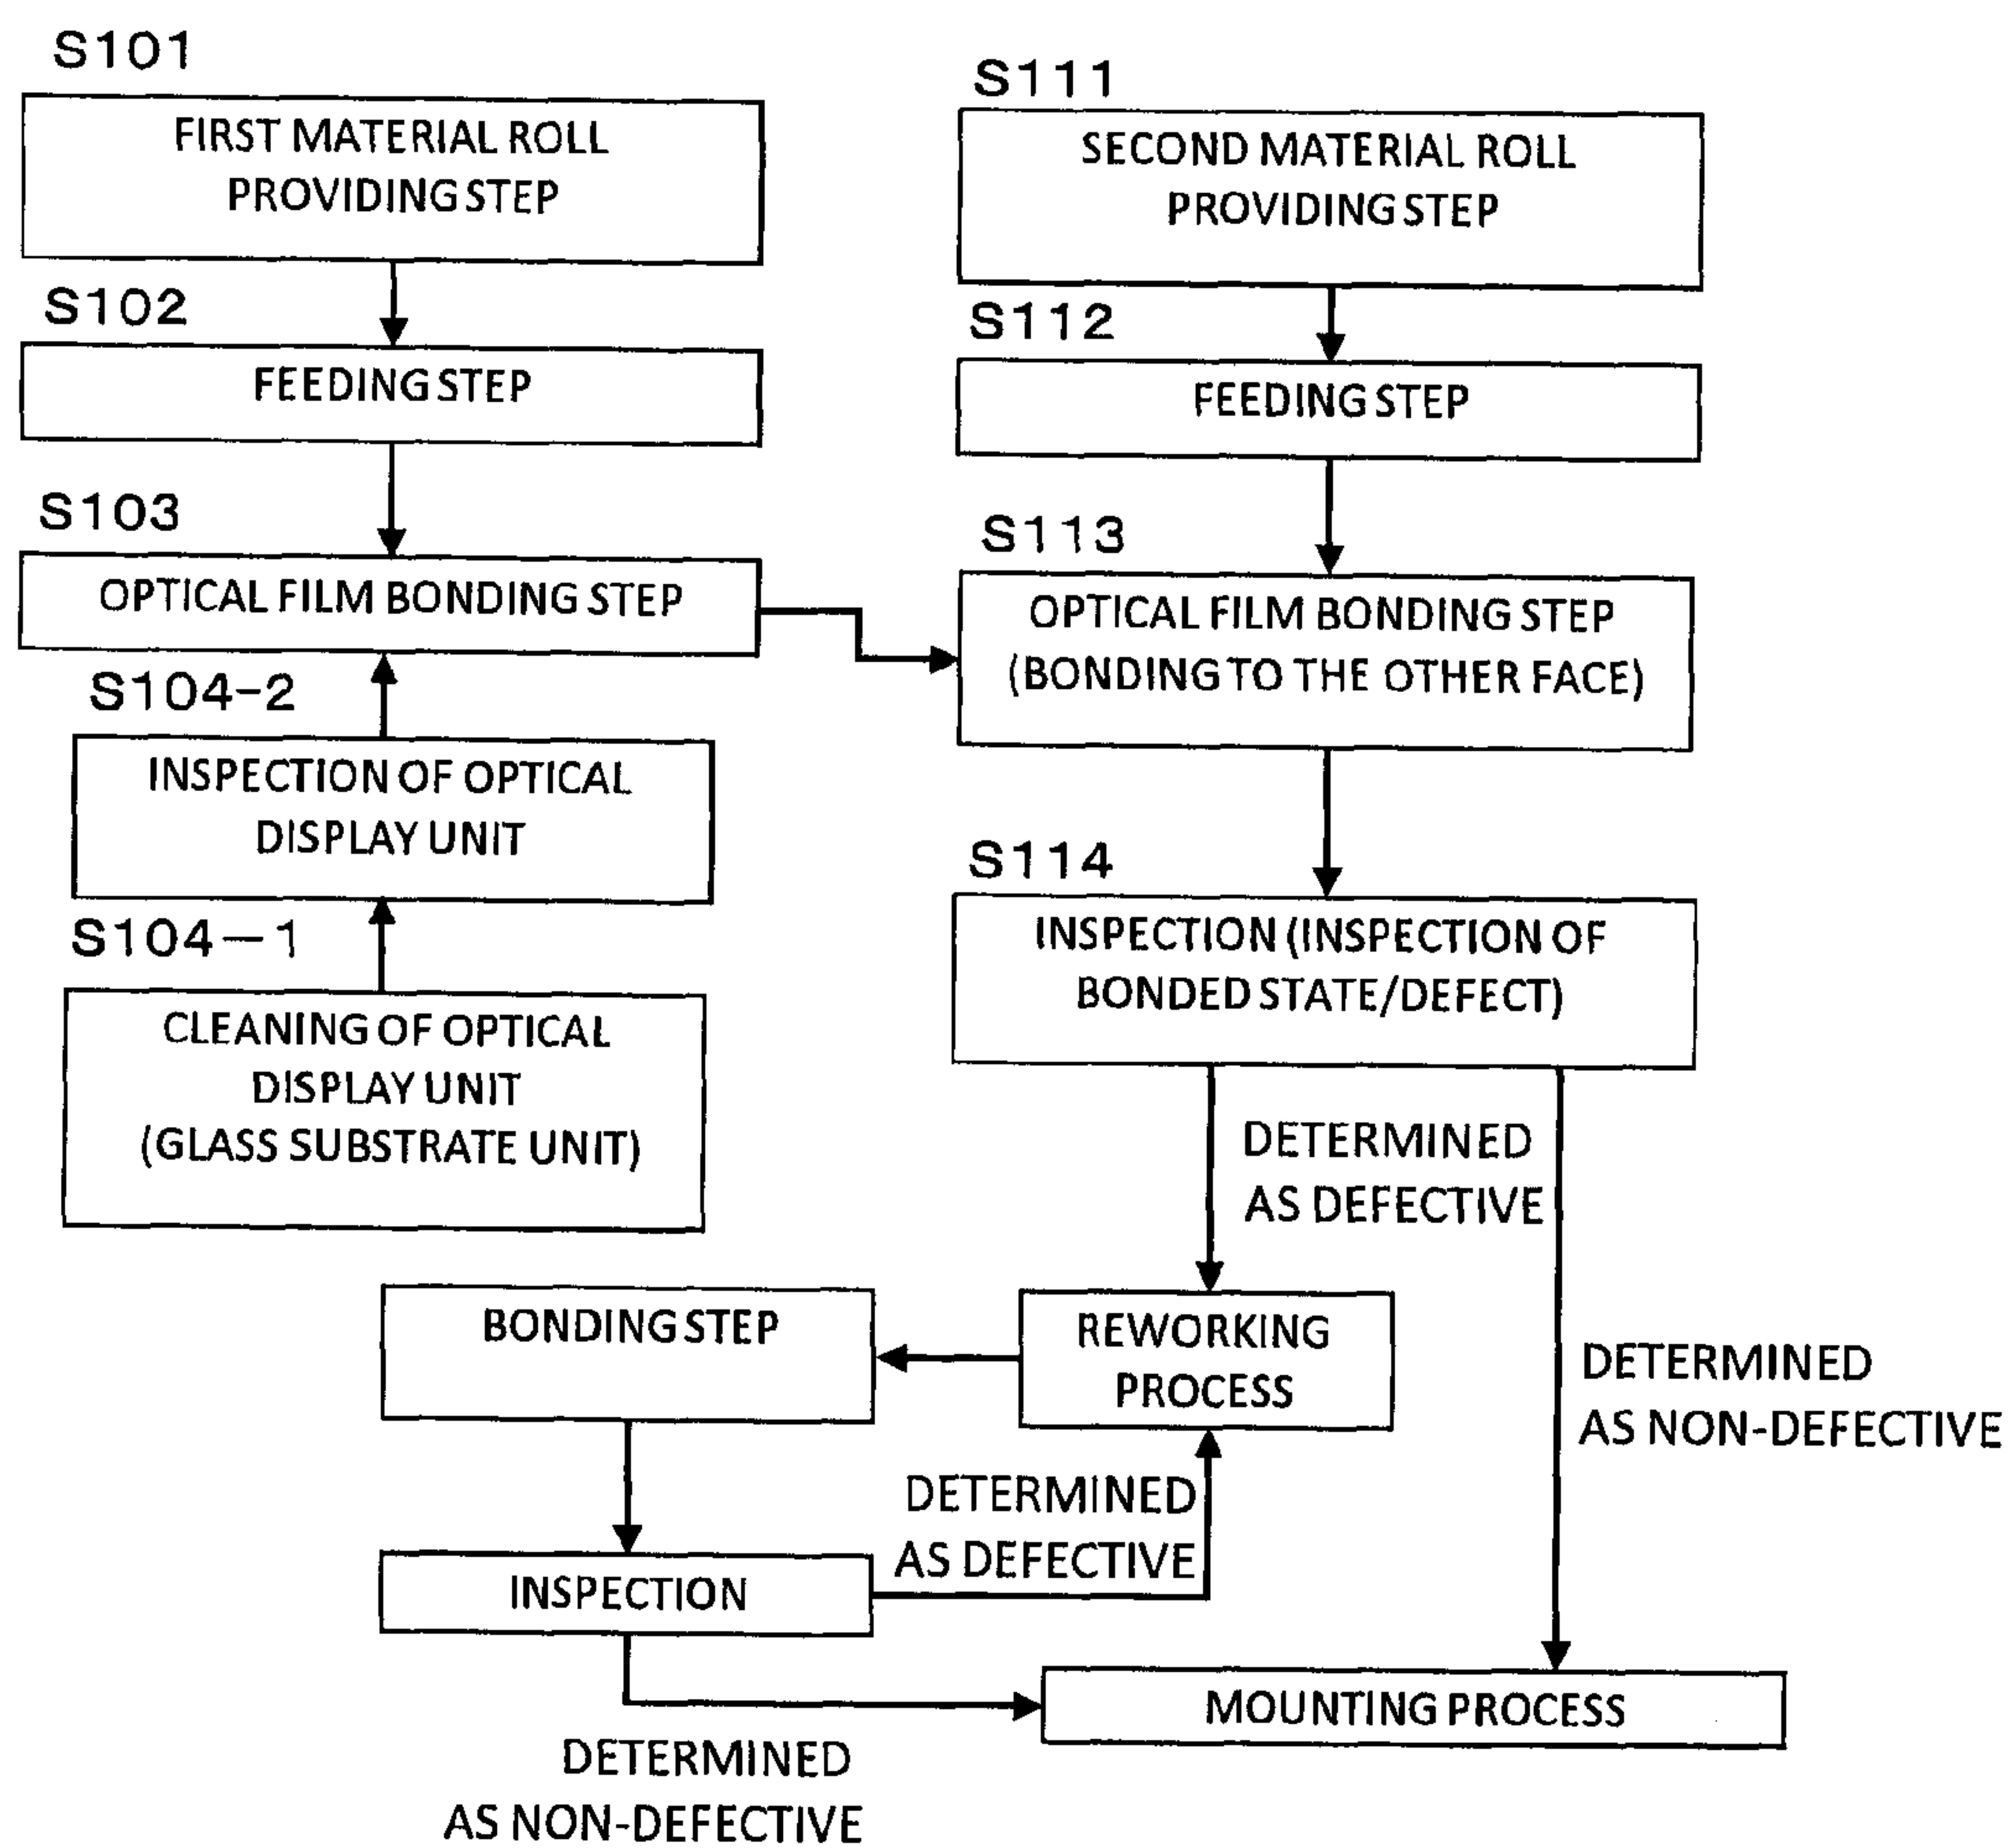 S101
FIRST MATERIAL ROLL
PROVIDING STEP
S102
FEEDING STEP
S103
OPTICAL FILM BONDING STEP
S104-2
INSPECTION OF OPTICAL
DISPLAY UNIT
S104-1
CLEANING OF OPTICAL
DISPLAY UNIT
(GLASS SUBSTRATE UNIT)
S111
SECOND MATERIAL ROLL
PROVIDING STEP
S112
FEEDING STEP
S113
OPTICAL FILM BONDING STEP
(BONDING TO THE OTHER FACE)
S114
INSPECTION (INSPECTION OF
BONDED STATE/DEFECT)
DETERMINED
AS DEFECTIVE
DETERMINED
AS NON-DEFECTIVE
REWORKING
PROCESS
BONDING STEP
DETERMINED
AS DEFECTIVE
INSPECTION
MOUNTING PROCESS
DETERMINED
AS NON-DEFECTIVE